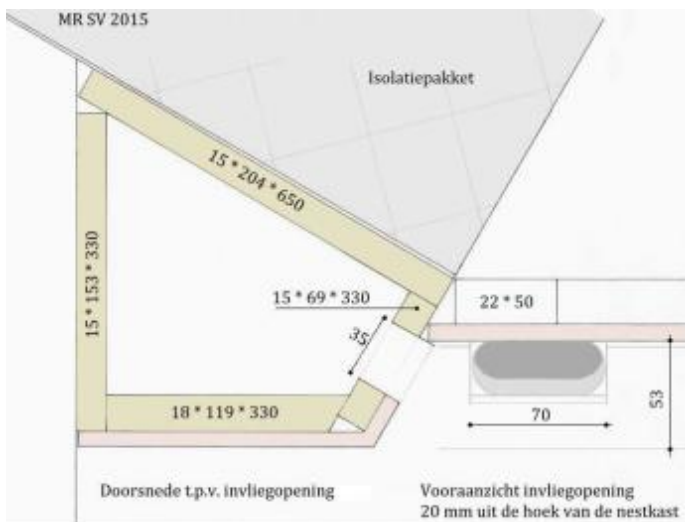 MR SV 2015
Isolatiepakket
15 * 204 * 650
15 * 153 * 330
15 * 69 * 330
22 * 50
35
18 * 119 * 330
70
53
Doorsnede t.p.v. invliegopening
Vooraanzicht invliegopening
20 mm uit de hoek van de nestkast